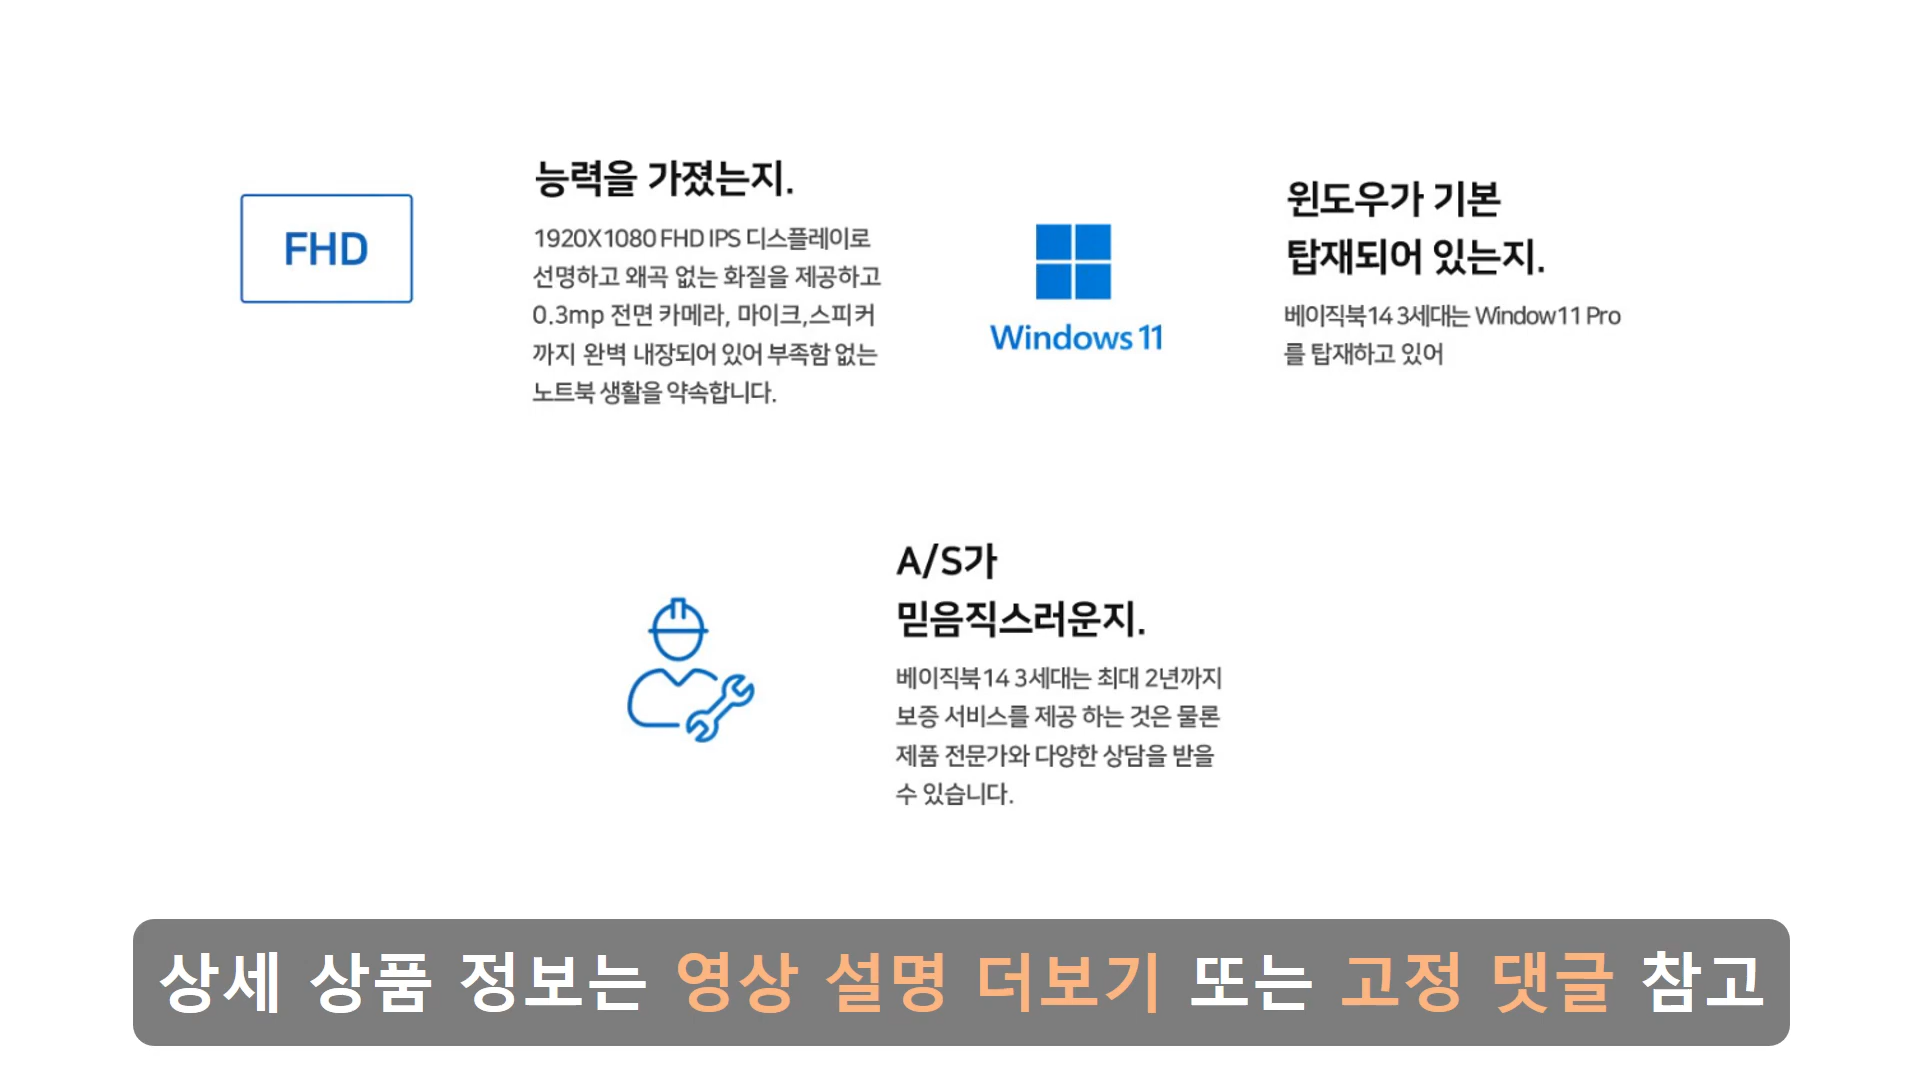 FHD
능력을 가졌는지.
1920X1080 FHD IPS 디스플레이로
선명하고 왜곡 없는 화질을 제공하고
0.3mp 전면 카메라, 마이크,스피커
까지 완벽 내장되어 있어 부족함 없는
노트북 생활을 약속합니다.
Windows 11
윈도우가 기본
탑재되어 있는지.
베이직북14 3세대는 Window11 Pro
를 탑재하고 있어
A/S가
믿음직스러운지.
베이직북14 3세대는 최대 2년까지
보증 서비스를 제공 하는 것은 물론
제품 전문가와 다양한 상담을 받을
수 있습니다.
상세 상품 정보는 영상 설명 더보기 또는 고정 댓글 참고